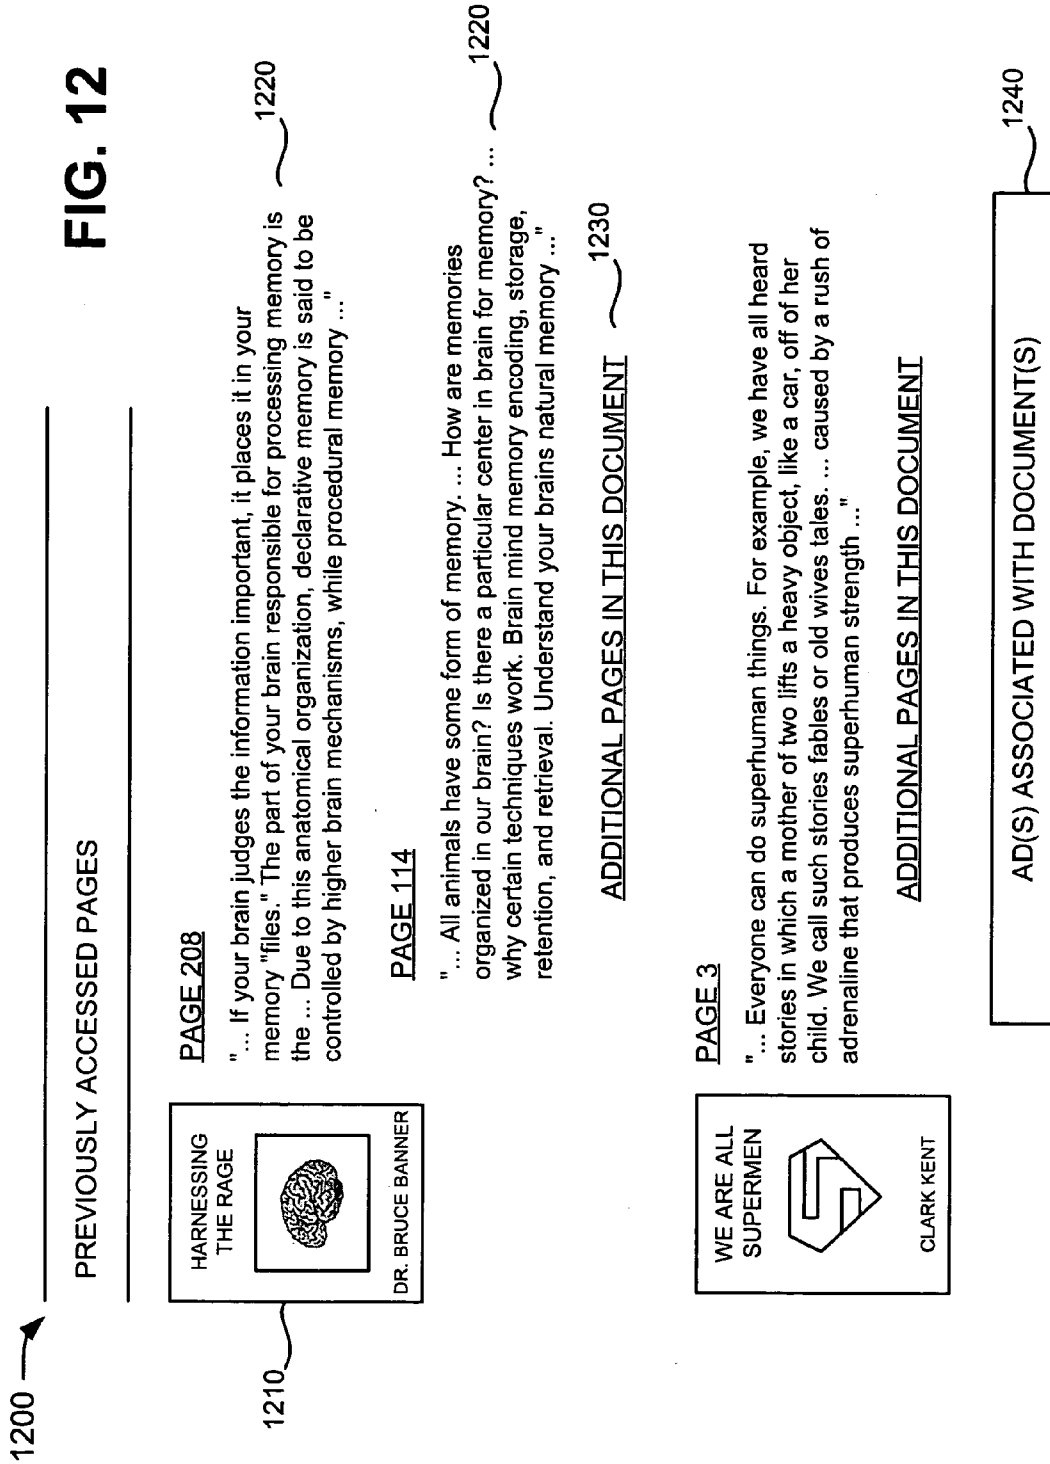 FIG. 12
1200
PREVIOUSLY ACCESSED PAGES
HARNESSING
THE RAGE
DR. BRUCE BANNER
1210
PAGE 208
"... If your brain judges the information important, it places it in your
memory "files." The part of your brain responsible for processing memory is
the ... Due to this anatomical organization, declarative memory is said to be
controlled by higher brain mechanisms, while procedural memory ..."
1220
PAGE 114
"... All animals have some form of memory. ... How are memories
organized in our brain? Is there a particular center in brain for memory? ...
why certain techniques work. Brain mind memory encoding, storage,
retention, and retrieval. Understand your brains natural memory ..."
1220
ADDITIONAL PAGES IN THIS DOCUMENT
1230
WE ARE ALL
SUPERMEN
CLARK KENT
PAGE 3
"... Everyone can do superhuman things. For example, we have all heard
stories in which a mother of two lifts a heavy object, like a car, off of her
child. We call such stories fables or old wives tales. ... caused by a rush of
adrenaline that produces superhuman strength ..."
ADDITIONAL PAGES IN THIS DOCUMENT
AD(S) ASSOCIATED WITH DOCUMENT(S)
1240